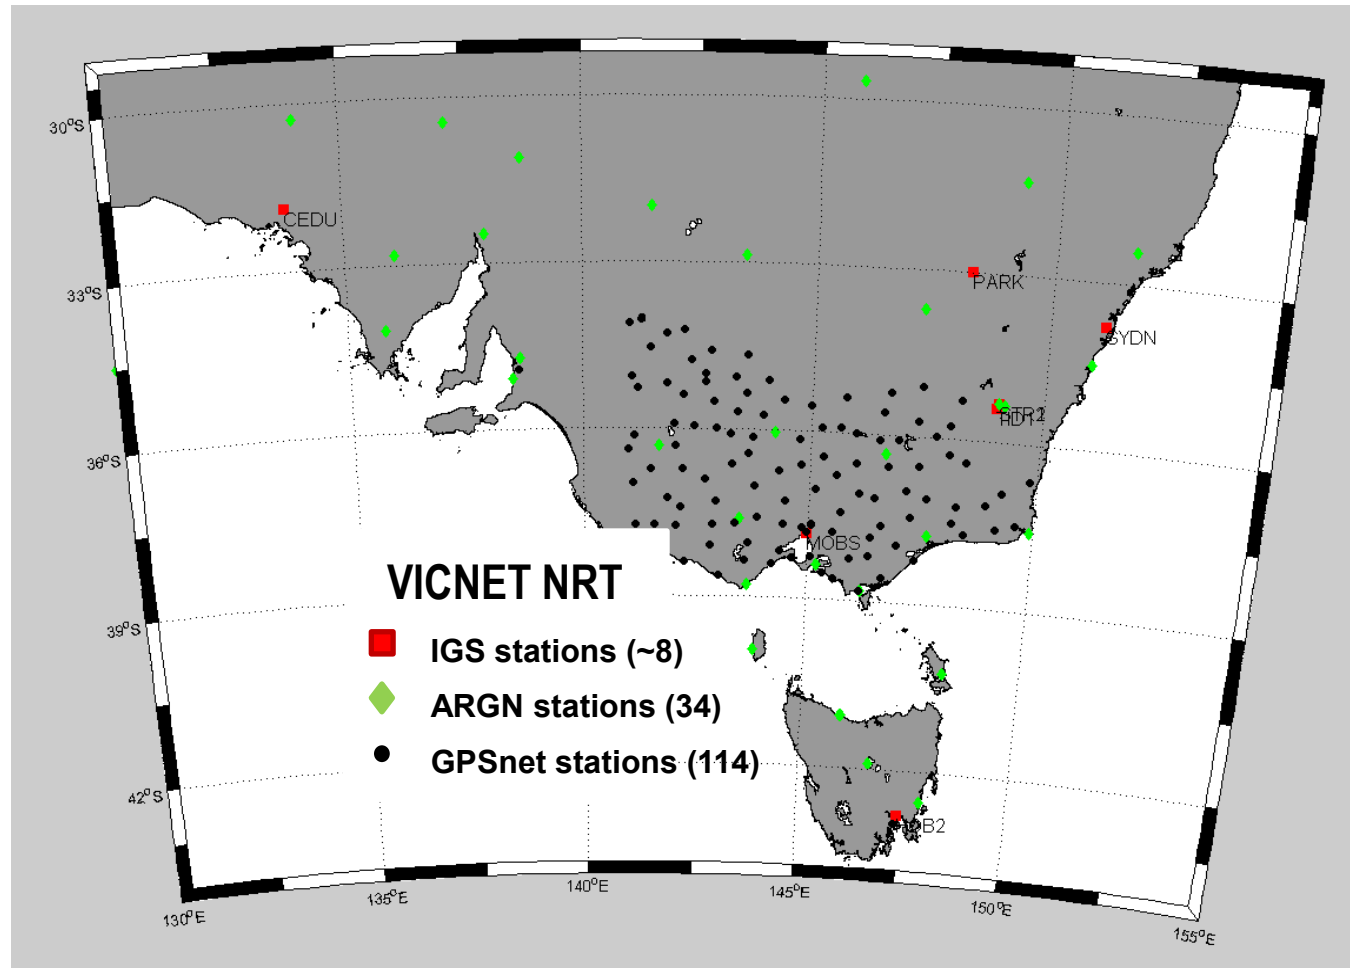 30°S
CEDU
33°S
PARK
SYDN
36°S
MOBS
VICNET NRT
39°S
IGS stations (~8)
ARGN stations (34)
GPSnet stations (114)
42°S
130°E
135°E
140°E
145°E
150°E
155°E